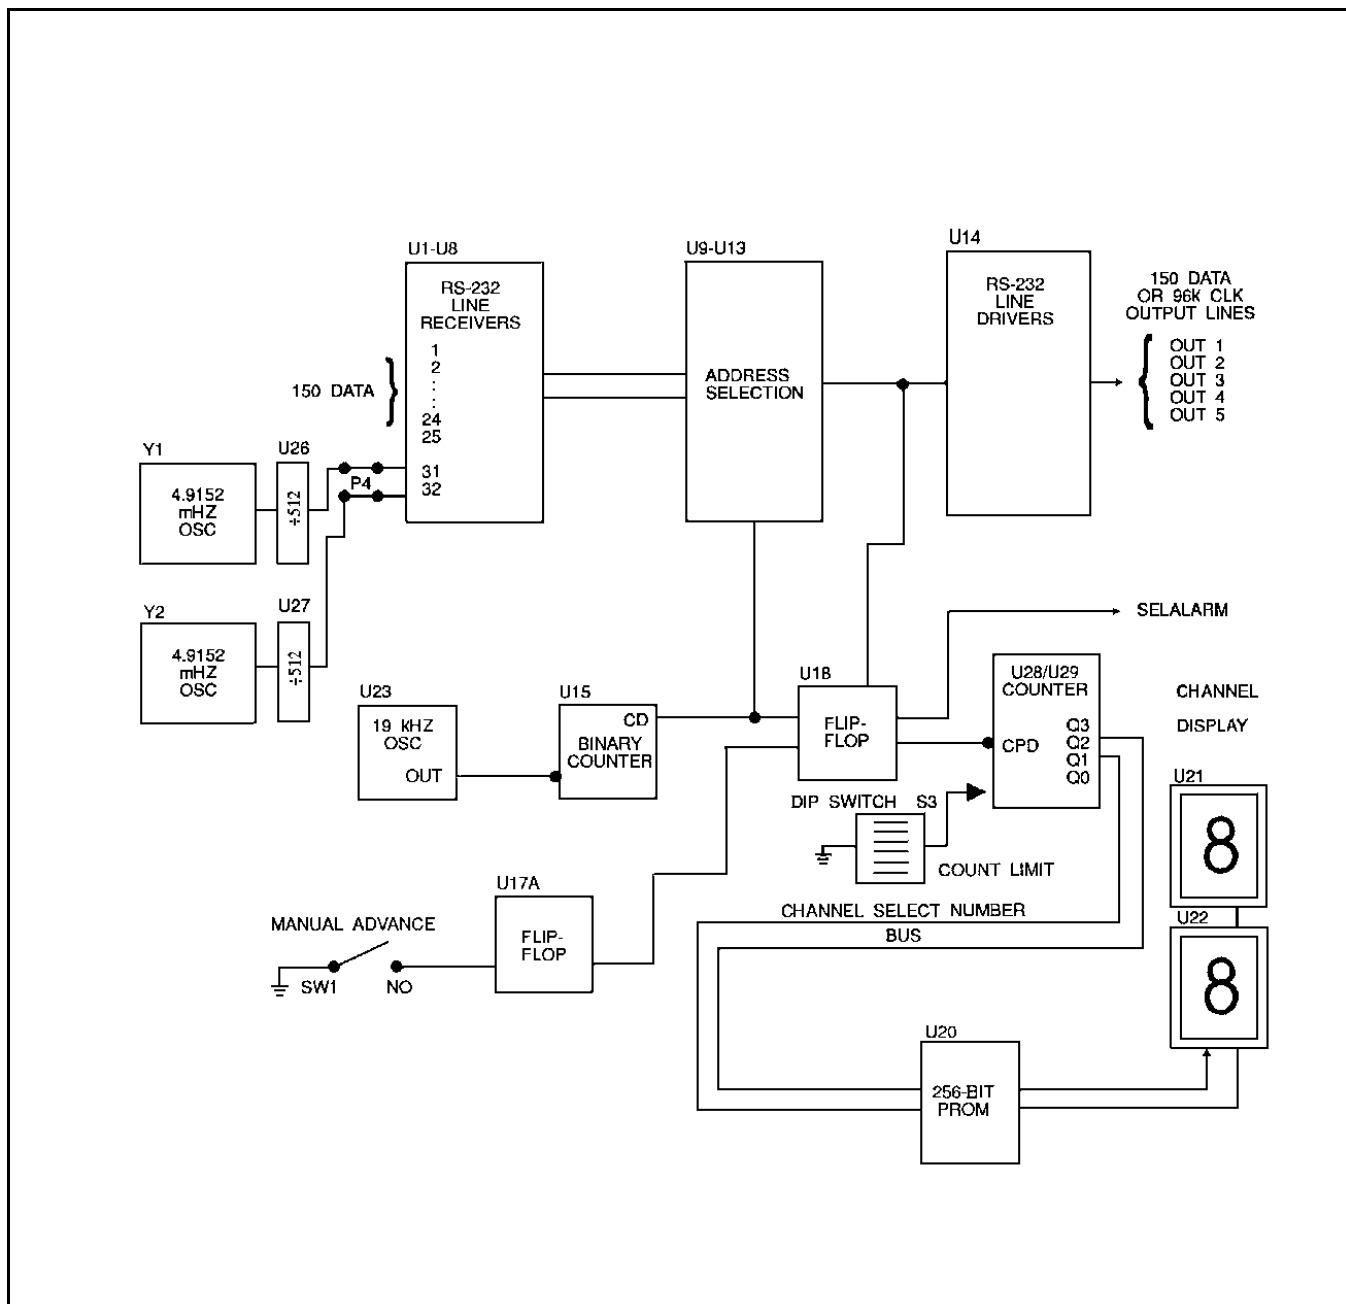 U1-U8
RS-232
LINE
RECEIVERS
1
2
24
25
31
32
150 DATA
U9-U13
ADDRESS
SELECTION
U14
RS-232
LINE
DRIVERS
150 DATA
OR 96K CLK
OUTPUT LINES
OUT 1
OUT 2
OUT 3
OUT 4
OUT 5
Y1
4.9152
mHZ
OSC
U26
÷512
P4
Y2
4.9152
mHZ
OSC
U27
÷512
SELALARM
U23
19 KHZ
OSC
OUT
U15
CD
BINARY
COUNTER
U18
FLIP-
FLOP
U28/U29
COUNTER
CPD
Q3
Q2
Q1
Q0
CHANNEL
DISPLAY
U21
8
U22
8
DIP SWITCH S3
COUNT LIMIT
U17A
FLIP-
FLOP
MANUAL ADVANCE
SW1
NO
CHANNEL SELECT NUMBER
BUS
U20
256-BIT
PROM